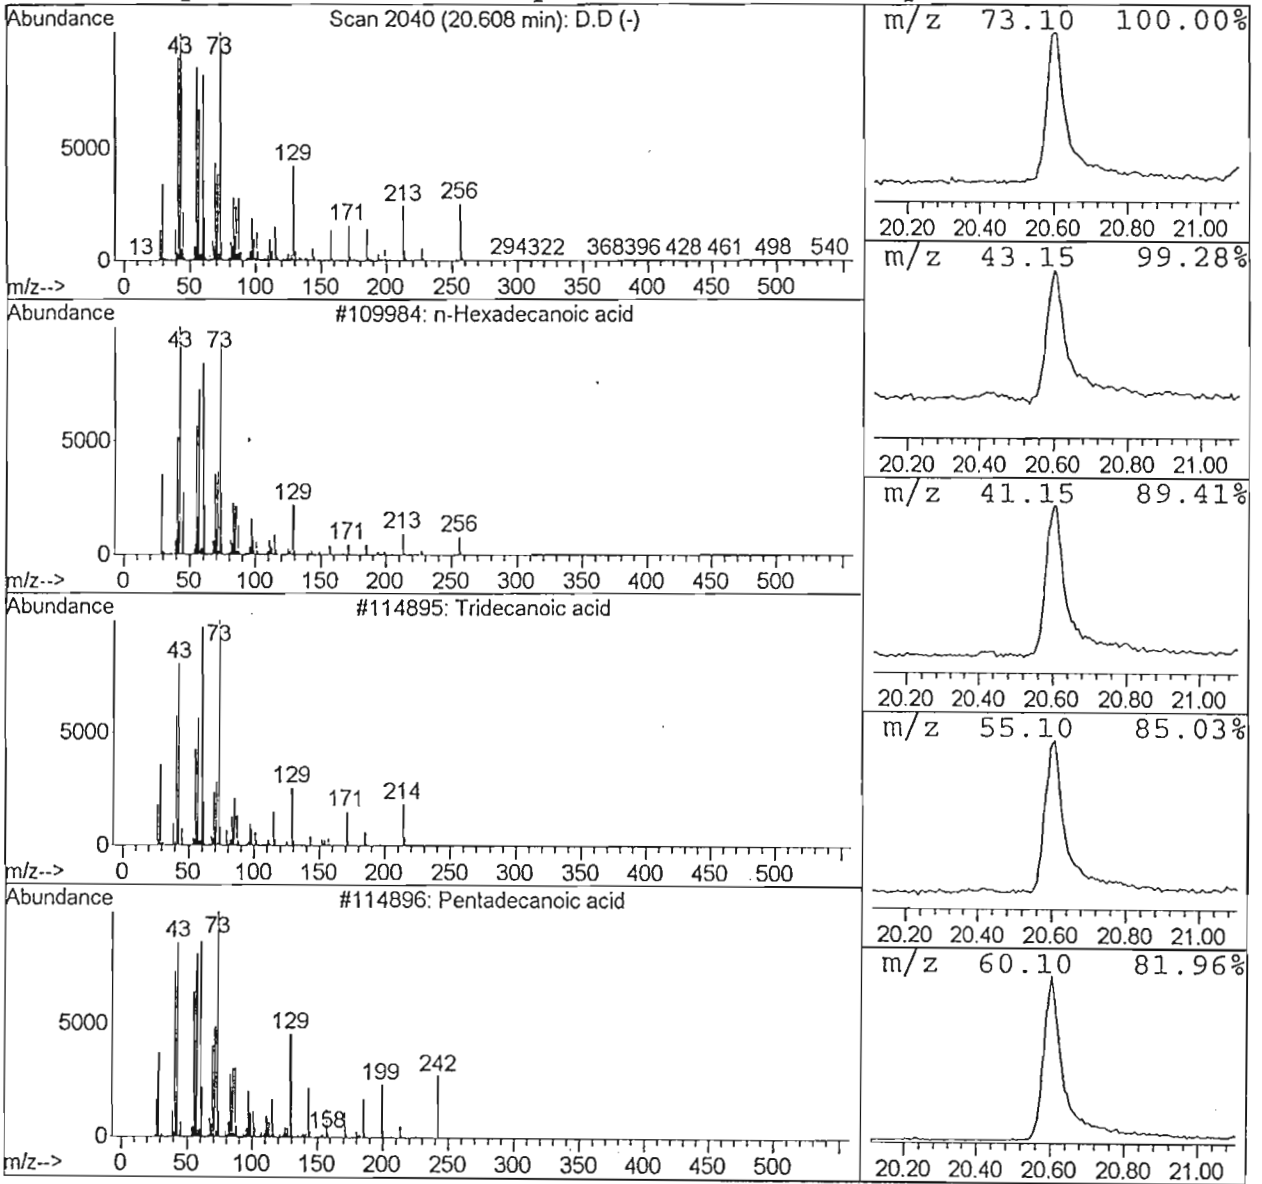 Abundance
Scan 2040 (20.608 min): D.D (-)
43 73
5000
129
171 213 256
13
294322 368396 428 461 498 540
0
m/z--> 0 50 100 150 200 250 300 350 400 450 500
Abundance
#109984: n-Hexadecanoic acid
43 73
5000
129
171 213 256
0
m/z--> 0 50 100 150 200 250 300 350 400 450 500
Abundance
#114895: Tridecanoic acid
43 73
5000
129 171 214
0
m/z--> 0 50 100 150 200 250 300 350 400 450 500
Abundance
#114896: Pentadecanoic acid
43 73
5000
129
158 199 242
0
m/z--> 0 50 100 150 200 250 300 350 400 450 500
m/z 73.10 100.00%
20.20 20.40 20.60 20.80 21.00
m/z 43.15 99.28%
20.20 20.40 20.60 20.80 21.00
m/z 41.15 89.41%
20.20 20.40 20.60 20.80 21.00
m/z 55.10 85.03%
20.20 20.40 20.60 20.80 21.00
m/z 60.10 81.96%
20.20 20.40 20.60 20.80 21.00